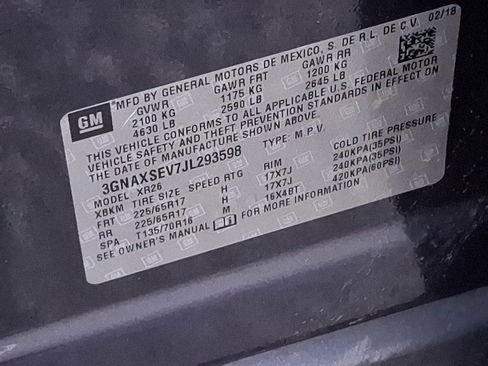 GM
MFD BY GENERAL MOTORS DE MEXICO, S. DE R.L. DE C.V. 02/18
GVWR GAWR FRT GAWR RR
2100 KG 1175 KG 1200 KG
4630 LB 2590 LB 2645 LB
THIS VEHICLE CONFORMS TO ALL APPLICABLE U.S. FEDERAL MOTOR
VEHICLE SAFETY AND THEFT PREVENTION STANDARDS IN EFFECT ON
THE DATE OF MANUFACTURE SHOWN ABOVE.
3GNAXSEV7JL293598 TYPE: M.P.V.
MODEL: XR26
XBKM TIRE SIZE SPEED RTG RIM COLD TIRE PRESSURE
FRT 225/65R17 H 17X7J 240KPA(35PSI)
RR 225/65R17 H 17X7J 240KPA(35PSI)
SPA T135/70R16 M 16X4BT 420KPA(60PSI)
SEE OWNER'S MANUAL FOR MORE INFORMATION